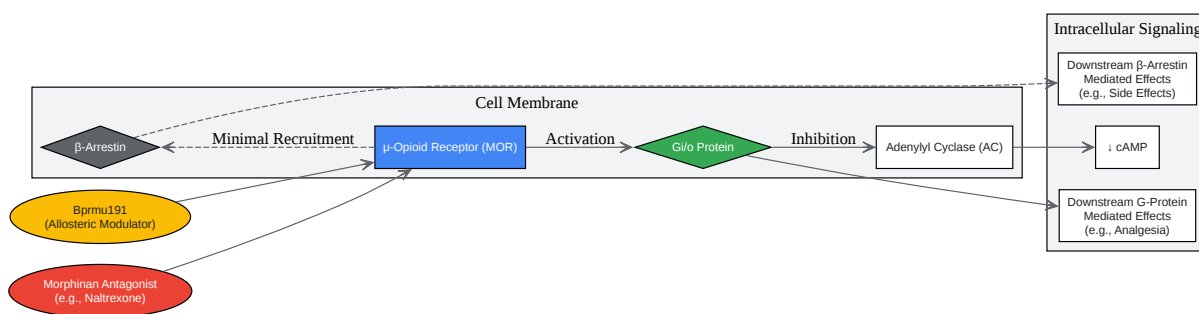 Intracellular Signaling
Downstream β-Arrestin
Mediated Effects
(e.g., Side Effects)
Cell Membrane
β-Arrestin
Minimal Recruitment
μ-Opioid Receptor (MOR)
Activation
Gi/o Protein
Inhibition
Adenylyl Cyclase (AC)
↓ cAMP
Bprmu191
(Allosteric Modulator)
Downstream G-Protein
Mediated Effects
(e.g., Analgesia)
Morphinan Antagonist
(e.g., Naltrexone)